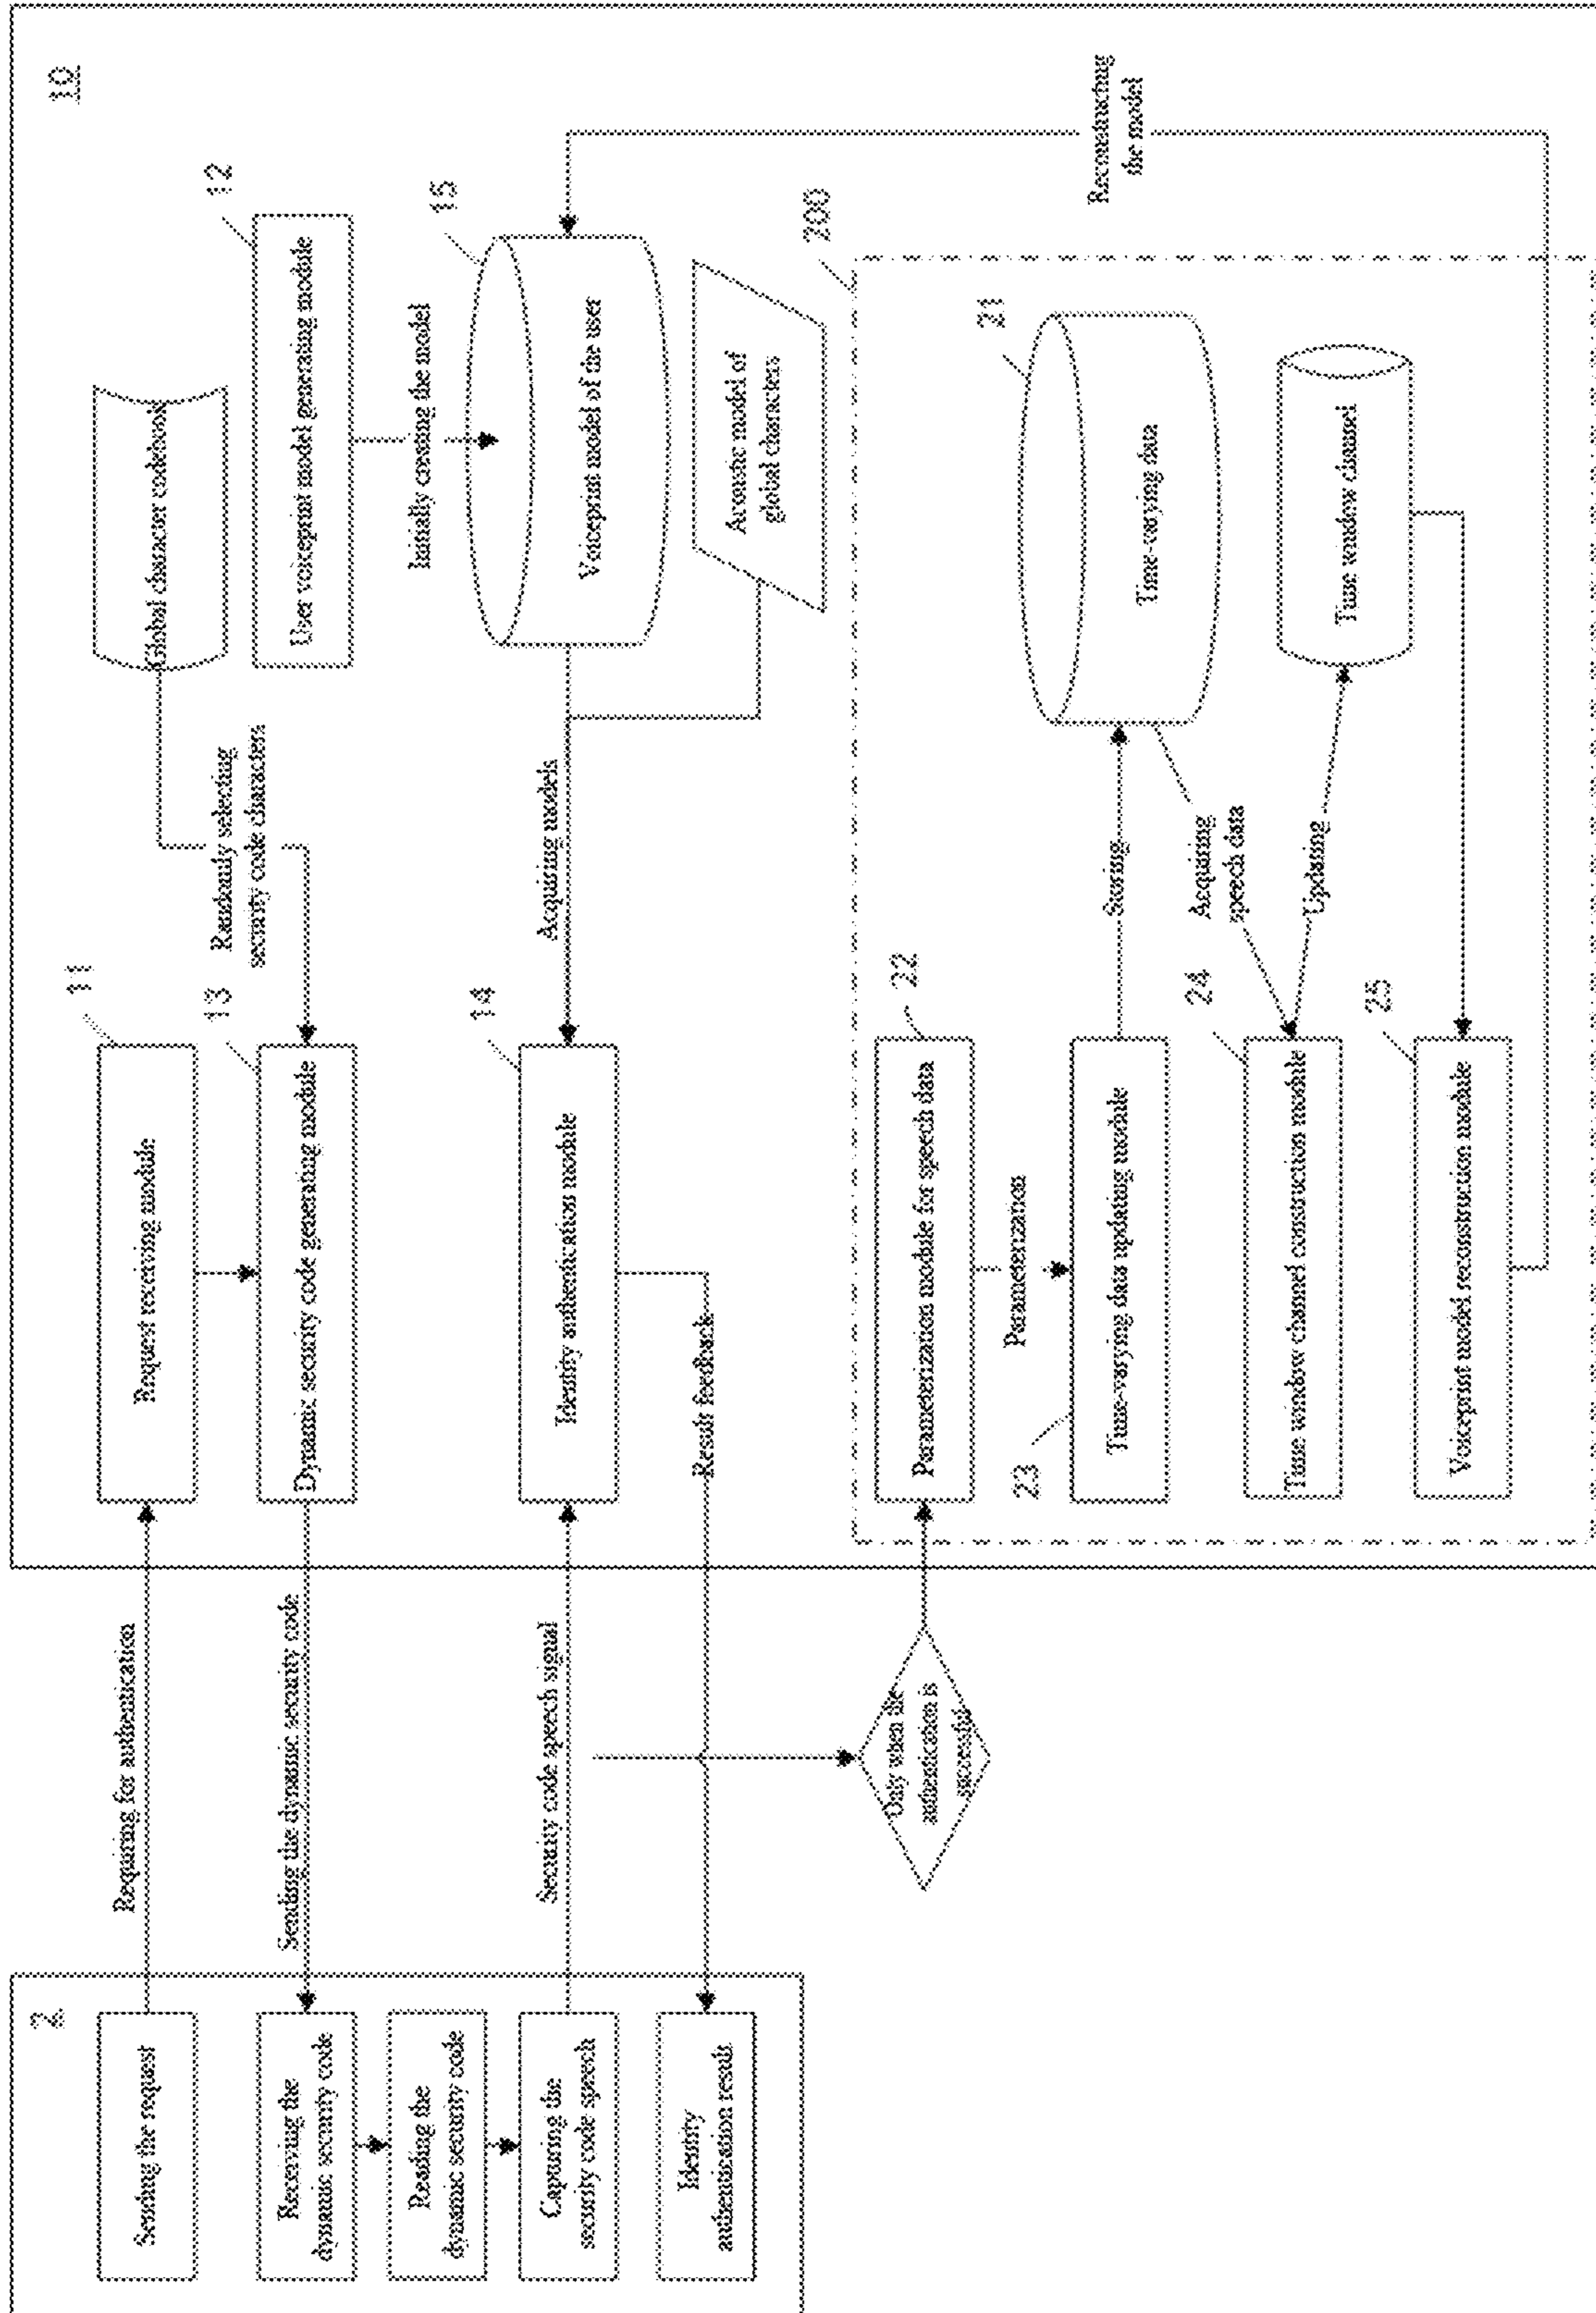 2
Sending the request
Receiving the
dynamic security code
Reading the
dynamic security code
Capturing the
security code speech
Identity
authentication result
Requiring for authentication
Sending the dynamic security code
Security code speech signal
Only when the
authentication is
successful
10
11
Request receiving module
13
Dynamic security code generating module
14
Identity authentication module
Result feedback
Randomly selecting
security code characters
Acquiring models
Global character codebook
12
User voiceprint model generating module
Initially creating the model
15
Voiceprint model of the user
Acoustic model of
global characters
200
22
Parameterization module for speech data
Parameterization
23
Time-varying data updating module
Storing
21
Time-varying data
Acquiring
speech data
24
Time window channel construction module
Updating
Time window channel
25
Voiceprint model reconstruction module
Reconstructing
the model